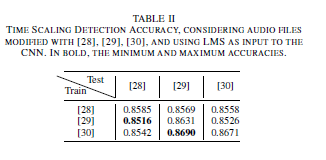 TABLE II
TIME SCALING DETECTION ACCURACY, CONSIDERING AUDIO FILES
MODIFIED WITH [28], [29], [30], AND USING LMS AS INPUT TO THE
CNN. IN BOLD, THE MINIMUM AND MAXIMUM ACCURACIES.
Test
Train [28] [29] [30]
[28] 0.8585 0.8569 0.8558
[29] 0.8516 0.8631 0.8526
[30] 0.8542 0.8690 0.8671